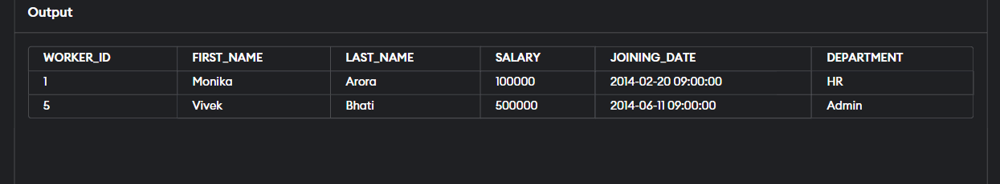 Output
WORKER_ID FIRST_NAME LAST_NAME SALARY JOINING_DATE DEPARTMENT
1 Monika Arora 100000 2014-02-20 09:00:00 HR
5 Vivek Bhati 500000 2014-06-11 09:00:00 Admin